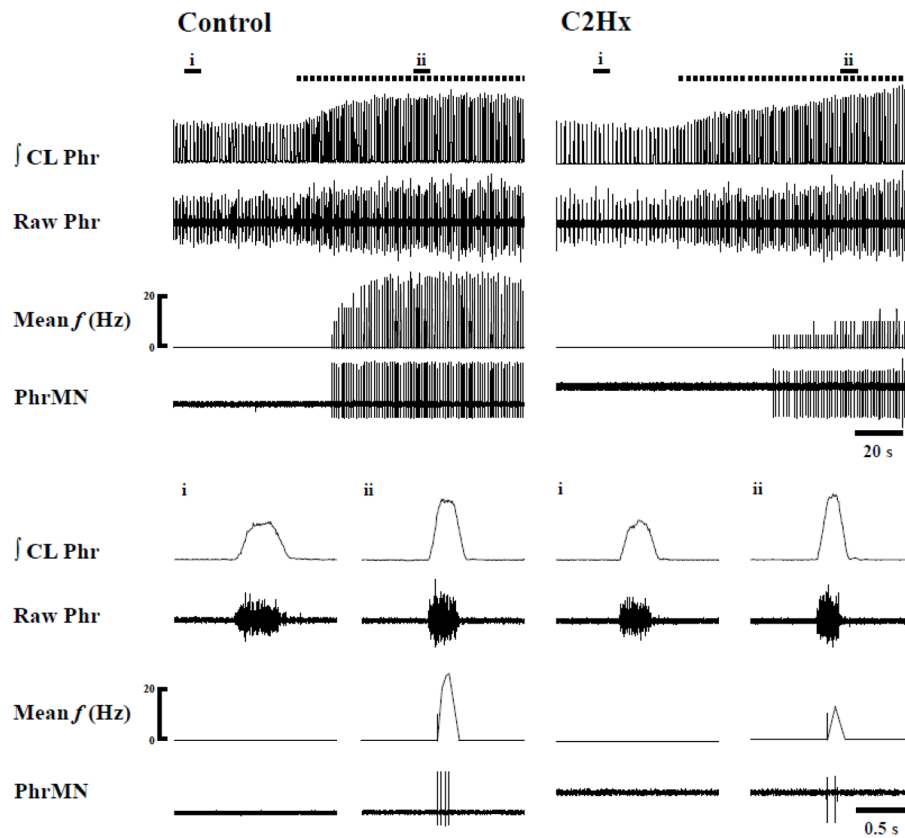 Control C2Hx
i ii i ii
∫ CL Phr
Raw Phr
20
Mean f (Hz)
0
PhrMN
20 s
i ii i ii
∫ CL Phr
Raw Phr
20
Mean f (Hz)
0
PhrMN
0.5 s